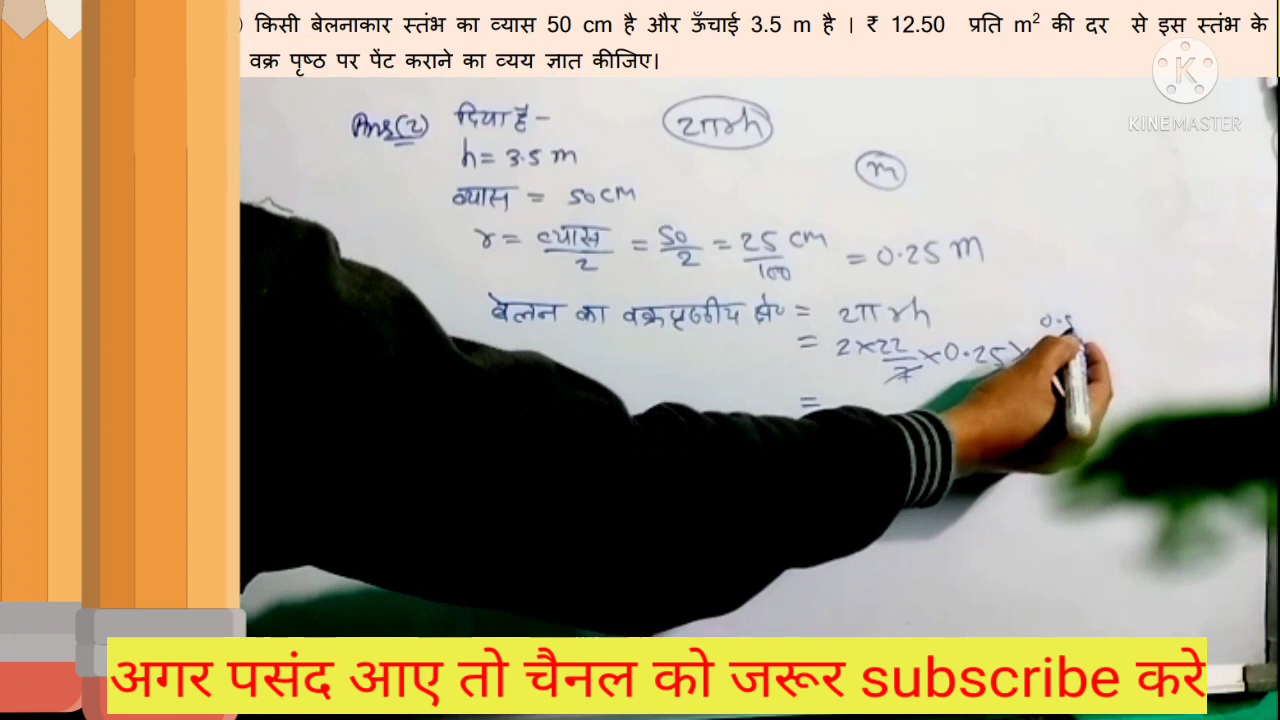 किसी बेलनाकार स्तंभ का व्यास 50 cm है और ऊँचाई 3.5 m है । ₹ 12.50 प्रति m² की दर से इस स्तंभ के
वक्र पृष्ठ पर पेंट कराने का व्यय ज्ञात कीजिए।
K
KINEMASTER
Ans(2) दिया है - 2πrh
h = 3.5 m
m
व्यास = 50 cm
r = व्यास/2 = 50/2 = 25/100 cm = 0.25 m
बेलन का वक्रपृष्ठीय क्षे० = 2πrh
0.5
= 2×22/7×0.25×
=
अगर पसंद आए तो चैनल को जरूर subscribe करे